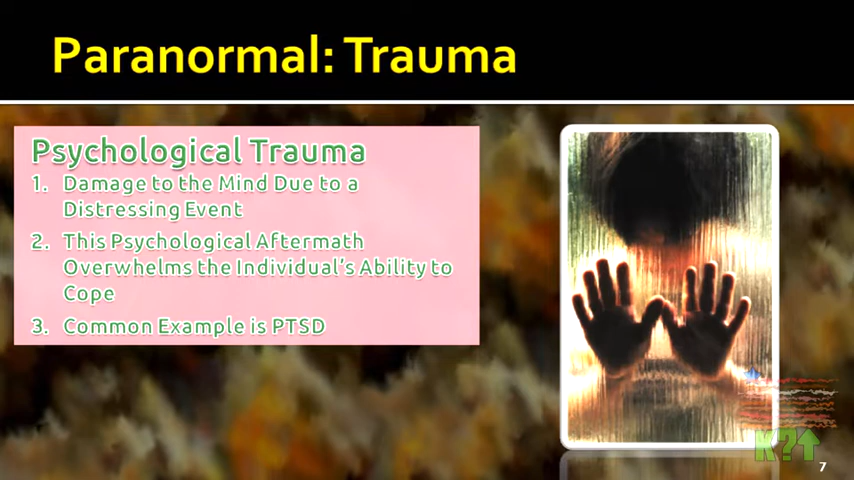 Paranormal: Trauma
Psychological Trauma
1. Damage to the Mind Due to a
Distressing Event
2. This Psychological Aftermath
Overwhelms the Individual's Ability to
Cope
3. Common Example is PTSD
K?↑
7